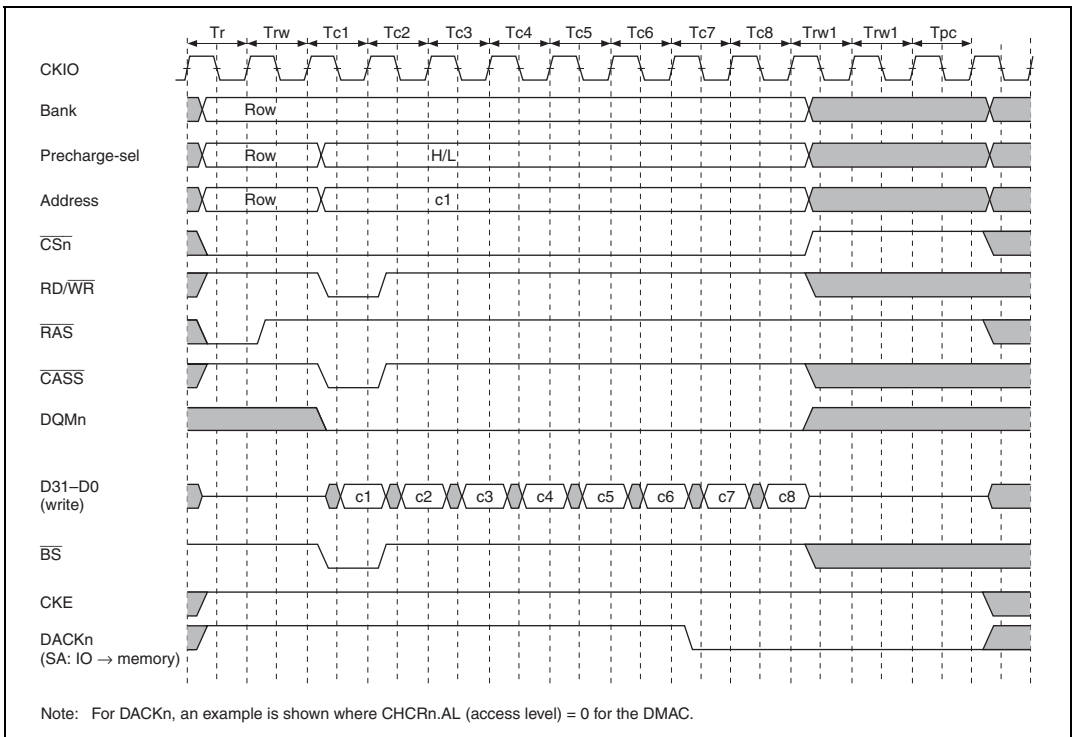 Tr Trw Tc1 Tc2 Tc3 Tc4 Tc5 Tc6 Tc7 Tc8 Trw1 Trw1 Tpc
CKIO
Bank Row
Precharge-sel Row H/L
Address Row c1
CSn
RD/WR
RAS
CASS
DQMn
D31–D0
(write)
c1 c2 c3 c4 c5 c6 c7 c8
BS
CKE
DACKn
(SA: IO → memory)
Note: For DACKn, an example is shown where CHCRn.AL (access level) = 0 for the DMAC.